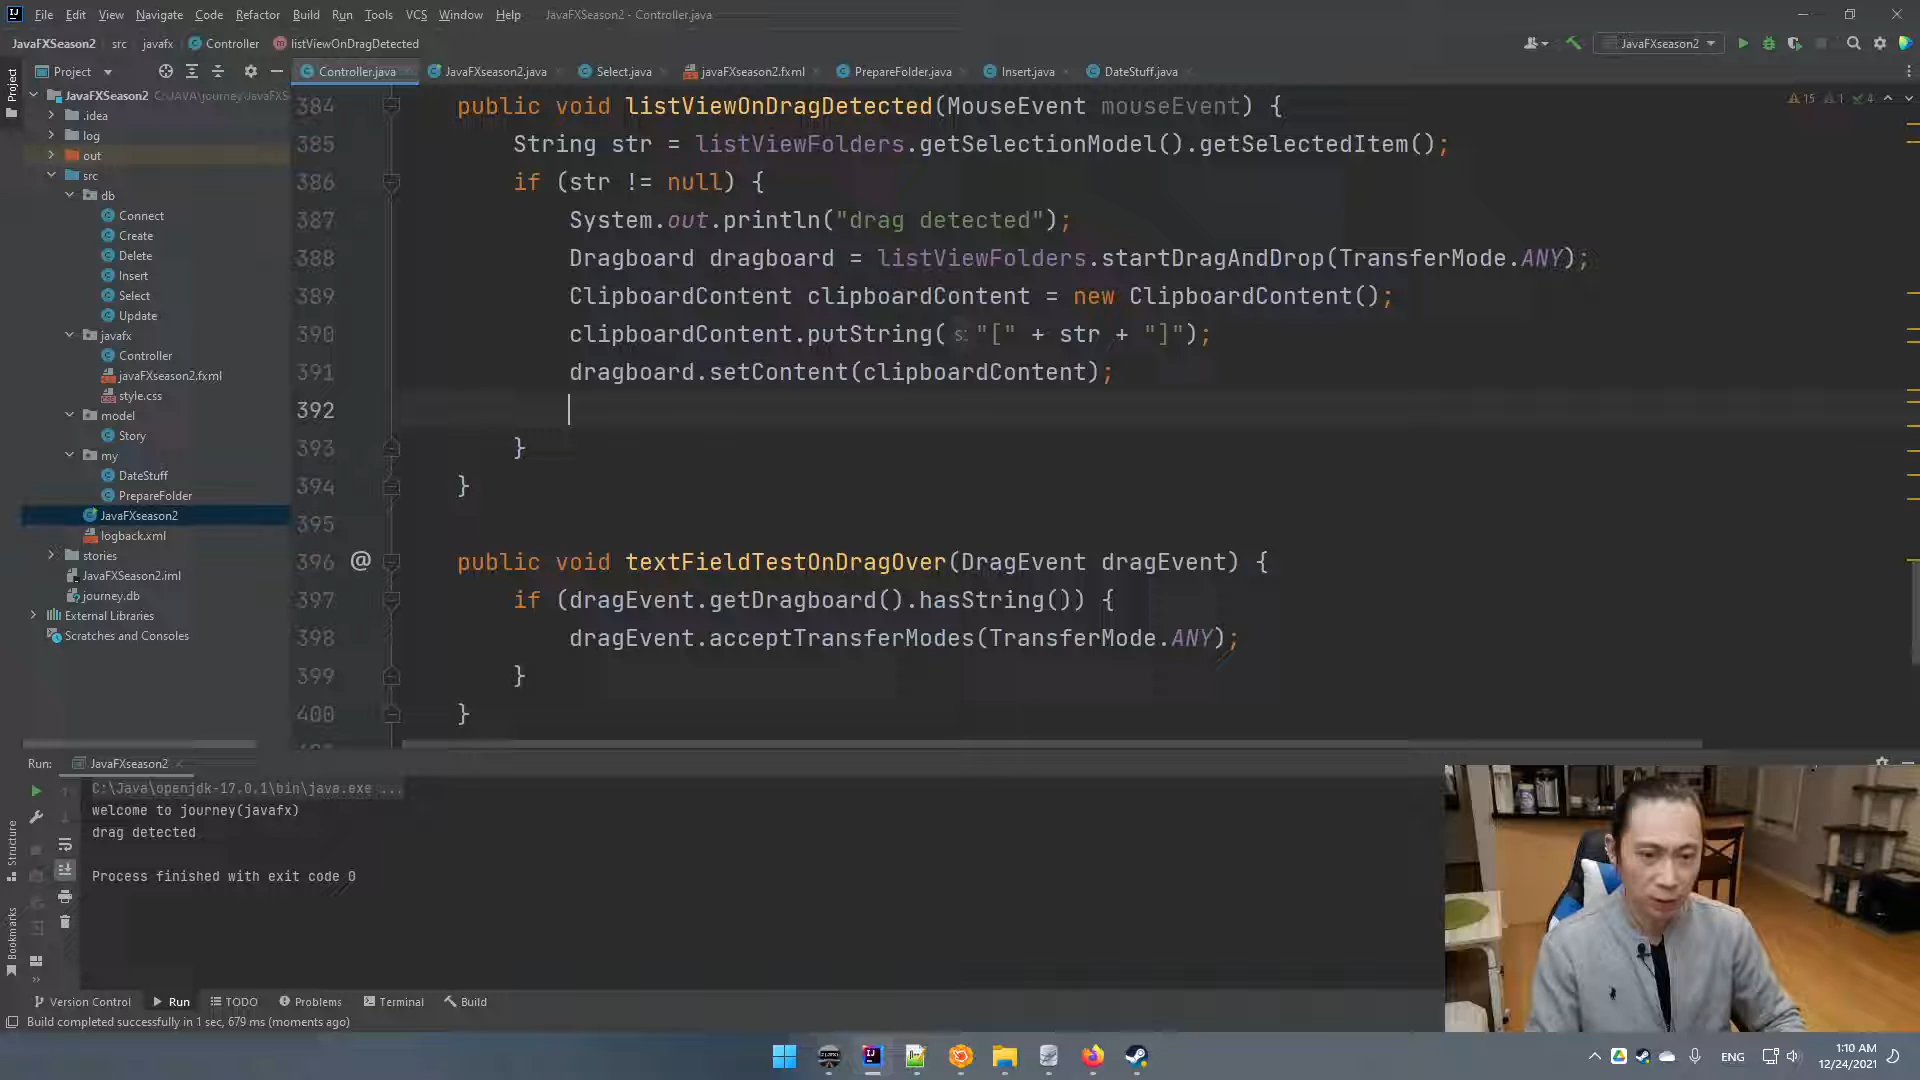 File Edit View Navigate Code Refactor Build Run Tools VCS Window Help JavaFXSeason2 - Controller.java
JavaFXSeason2 src javafx Controller listViewOnDragDetected JavaFXseason2
Project Controller.java JavaFXseason2.java Select.java javaFXseason2.fxml PrepareFolder.java Insert.java DateStuff.java
Project
JavaFXSeason2 C:\JAVA\journey\JavaFXS
.idea
log
out
src
db
Connect
Create
Delete
Insert
Select
Update
javafx
Controller
javaFXseason2.fxml
style.css
model
Story
my
DateStuff
PrepareFolder
JavaFXseason2
logback.xml
stories
JavaFXSeason2.iml
journey.db
External Libraries
Scratches and Consoles
15 1 4
384 public void listViewOnDragDetected(MouseEvent mouseEvent) {
385 String str = listViewFolders.getSelectionModel().getSelectedItem();
386 if (str != null) {
387 System.out.println("drag detected");
388 Dragboard dragboard = listViewFolders.startDragAndDrop(TransferMode.ANY);
389 ClipboardContent clipboardContent = new ClipboardContent();
390 clipboardContent.putString( s: "[" + str + "]");
391 dragboard.setContent(clipboardContent);
392
393 }
394 }
395
396 @ public void textFieldTestOnDragOver(DragEvent dragEvent) {
397 if (dragEvent.getDragboard().hasString()) {
398 dragEvent.acceptTransferModes(TransferMode.ANY);
399 }
400 }
Run: JavaFXseason2
C:\Java\openjdk-17.0.1\bin\java.exe ...
welcome to journey(javafx)
drag detected
Process finished with exit code 0
Structure
Bookmarks
Version Control Run TODO Problems Terminal Build
Build completed successfully in 1 sec, 679 ms (moments ago)
ENG
1:10 AM
12/24/2021